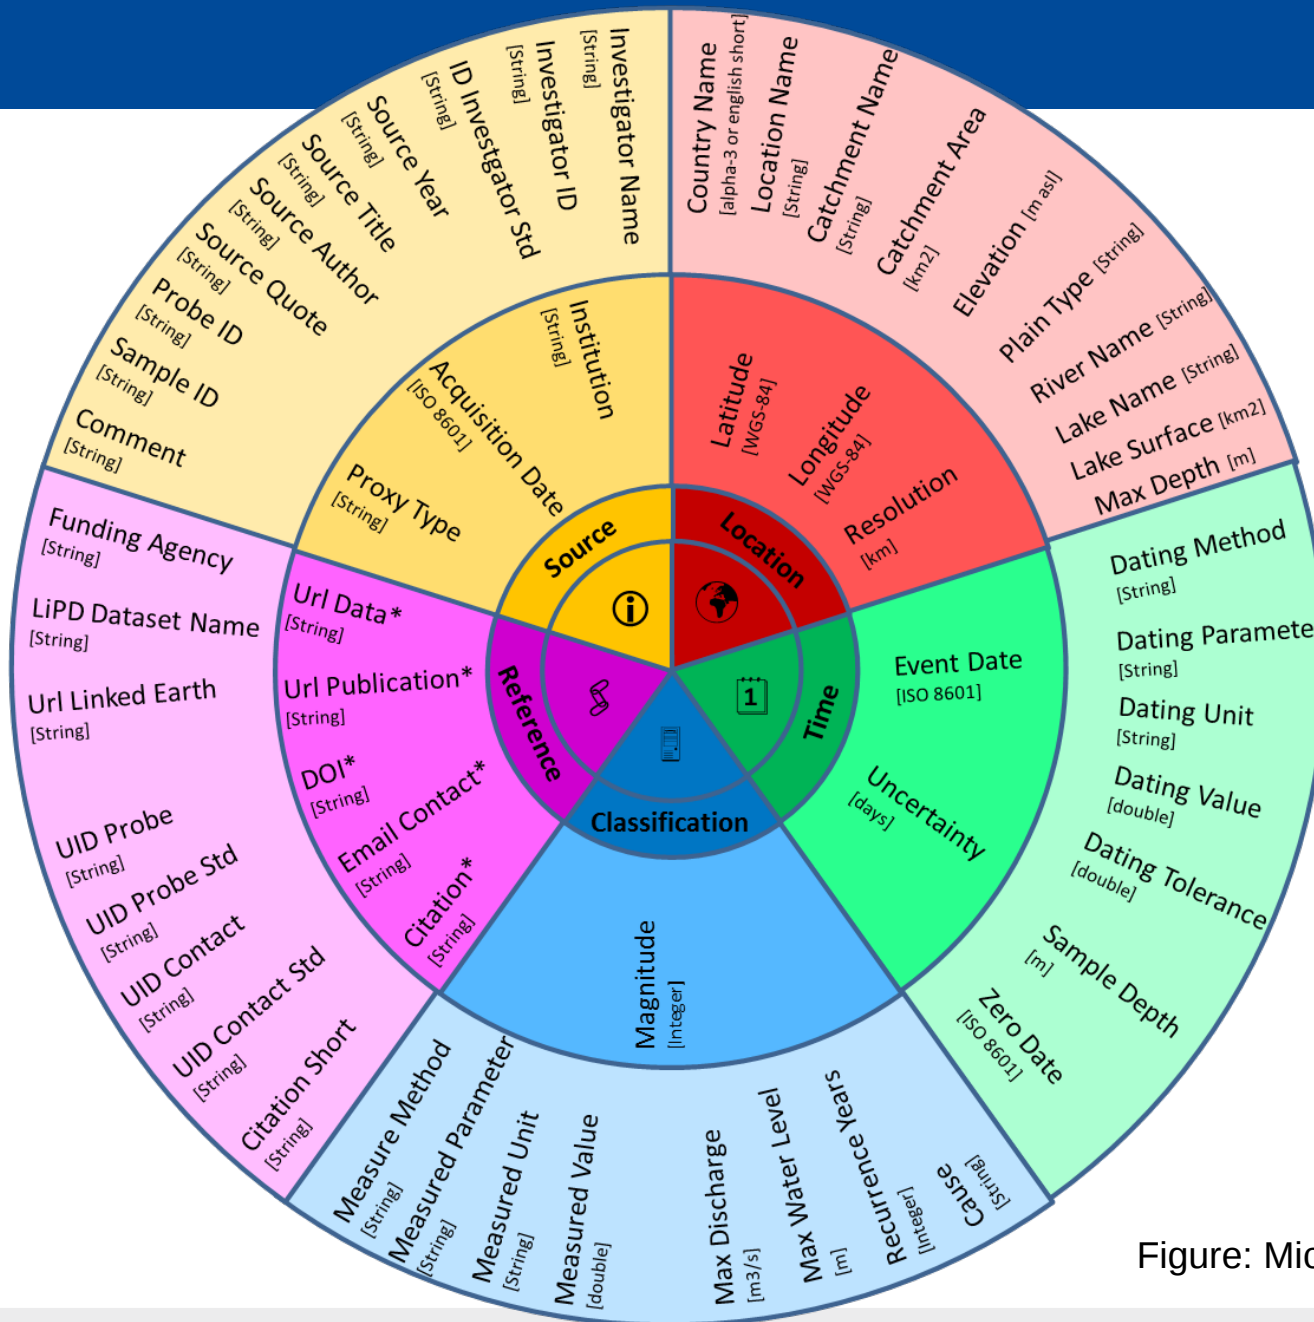 Investigator Name
[String]
Investigator ID
[String]
ID Investgator Std
[String]
Source Year
[String]
Source Title
[String]
Source Author
[String]
Source Quote
[String]
Probe ID
[String]
Sample ID
[String]
Comment
[String]
Institution
[String]
Acquisition Date
[ISO 8601]
Proxy Type
[String]
Source
Country Name
[alpha-3 or english short]
Location Name
[String]
Catchment Name
[String]
Catchment Area
[km2]
Elevation [m asl]
Plain Type [String]
River Name [String]
Lake Name [String]
Lake Surface [km2]
Max Depth [m]
Latitude
[WGS-84]
Longitude
[WGS-84]
Resolution
[km]
Location
Dating Method
[String]
Dating Paramete
[String]
Dating Unit
[String]
Dating Value
[double]
Dating Tolerance
[double]
Sample Depth
[m]
Zero Date
[ISO 8601]
Event Date
[ISO 8601]
Uncertainty
[days]
Time
1
Classification
Magnitude
[Integer]
Measure Method
[String]
Measured Parameter
[String]
Measured Unit
[String]
Measured Value
[double]
Max Discharge
[m3/s]
Max Water Level
[m]
Recurrence Years
[Integer]
Cause
[String]
Reference
Url Data*
[String]
Url Publication*
[String]
DOI*
[String]
Email Contact*
[String]
Citation*
[String]
Funding Agency
[String]
LiPD Dataset Name
[String]
Url Linked Earth
[String]
UID Probe
[String]
UID Probe Std
[String]
UID Contact
[String]
UID Contact Std
[String]
Citation Short
[String]
Figure: Mic